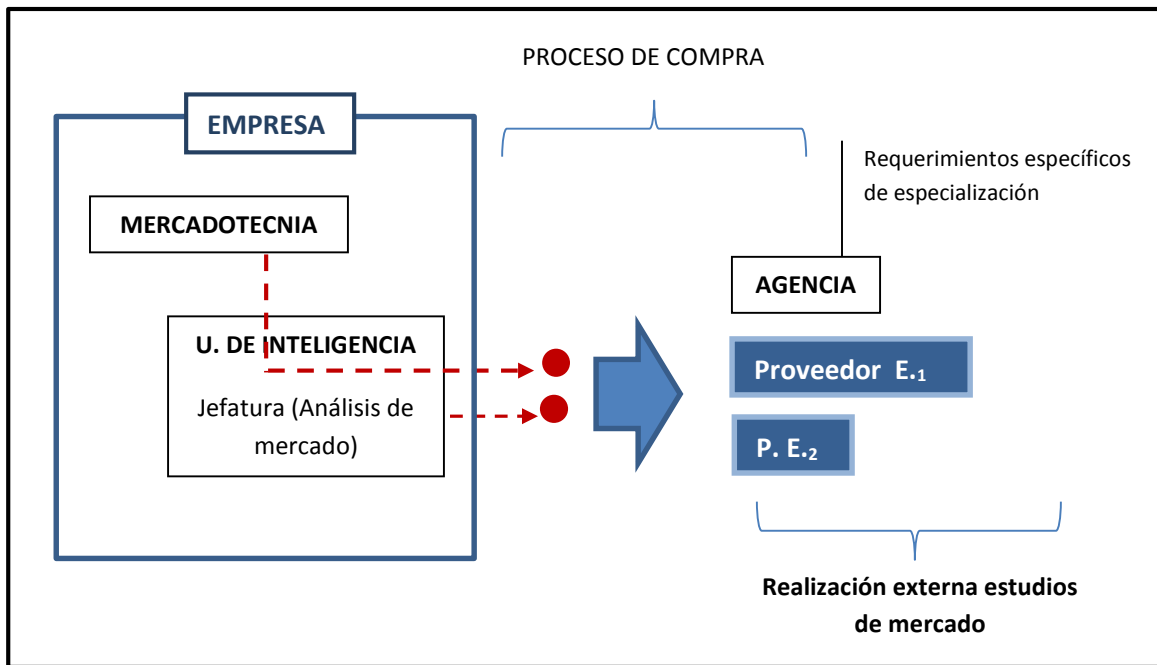 PROCESO DE COMPRA
EMPRESA
Requerimientos específicos
de especialización
MERCADOTECNIA
AGENCIA
U. DE INTELIGENCIA
Jefatura (Análisis de
mercado)
Proveedor E.₁
P. E.₂
Realización externa estudios
de mercado